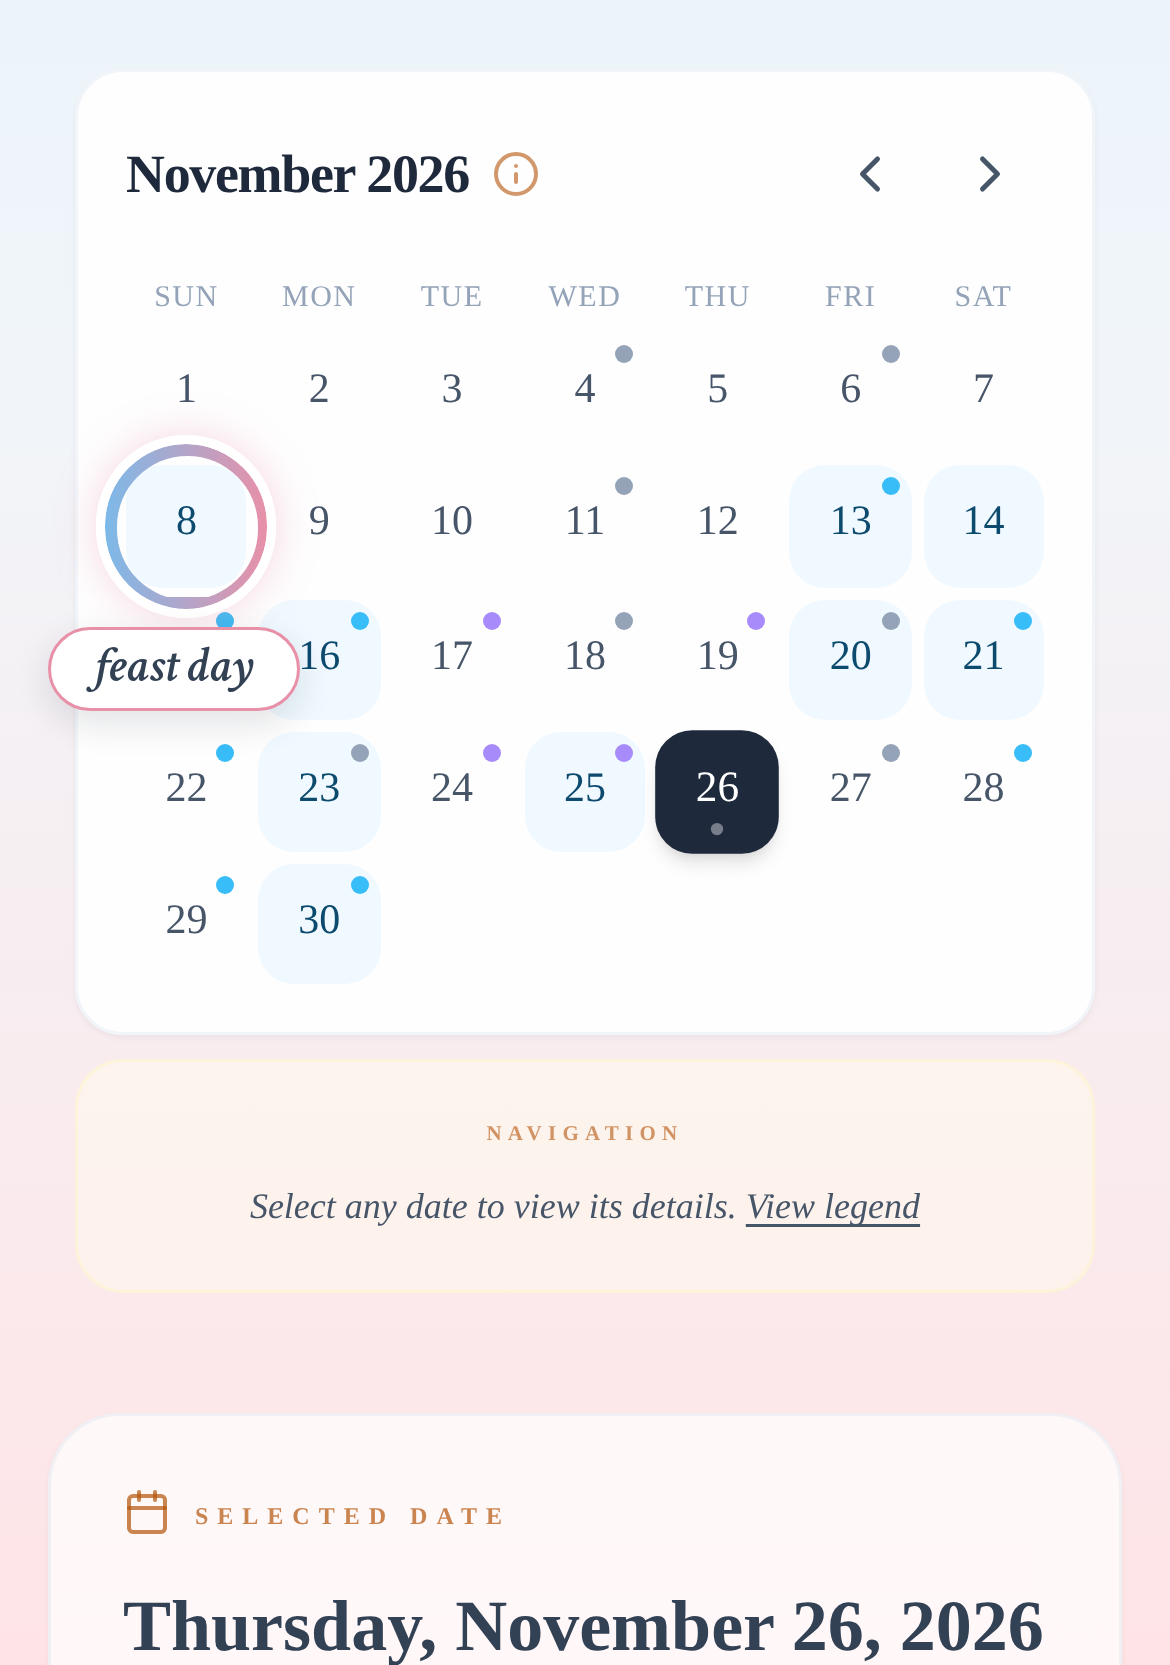 November 2026
SUN MON TUE WED THU FRI SAT
1 2 3 4 5 6 7
8 9 10 11 12 13 14
feast day 16 17 18 19 20 21
22 23 24 25 26 27 28
29 30
NAVIGATION
Select any date to view its details. View legend
SELECTED DATE
Thursday, November 26, 2026